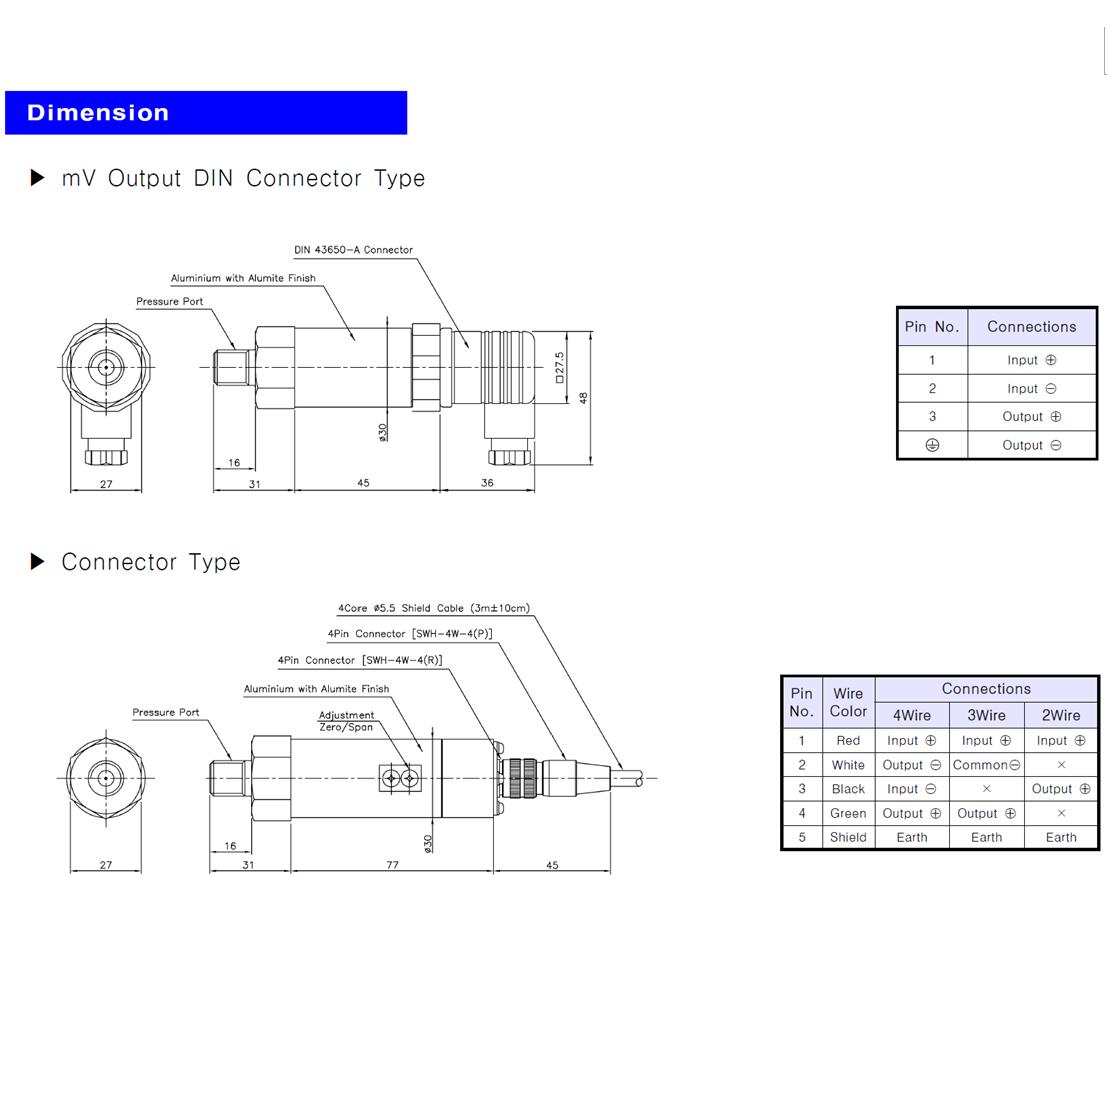 Dimension
▶ mV Output DIN Connector Type
DIN 43650-A Connector
Aluminium with Alumite Finish
Pressure Port
□27.5
48
ø30
16
27
31
45
36
Pin No. Connections
1 Input ⊕
2 Input ⊖
3 Output ⊕
⏚ Output ⊖
▶ Connector Type
4Core ø5.5 Shield Cable (3m±10cm)
4Pin Connector [SWH-4W-4(P)]
4Pin Connector [SWH-4W-4(R)]
Aluminium with Alumite Finish
Pressure Port
Adjustment
Zero/Span
ø30
16
27
31
77
45
Pin No. Wire Color Connections
4Wire 3Wire 2Wire
1 Red Input ⊕ Input ⊕ Input ⊕
2 White Output ⊖ Common⊖ ×
3 Black Input ⊖ × Output ⊕
4 Green Output ⊕ Output ⊕ ×
5 Shield Earth Earth Earth